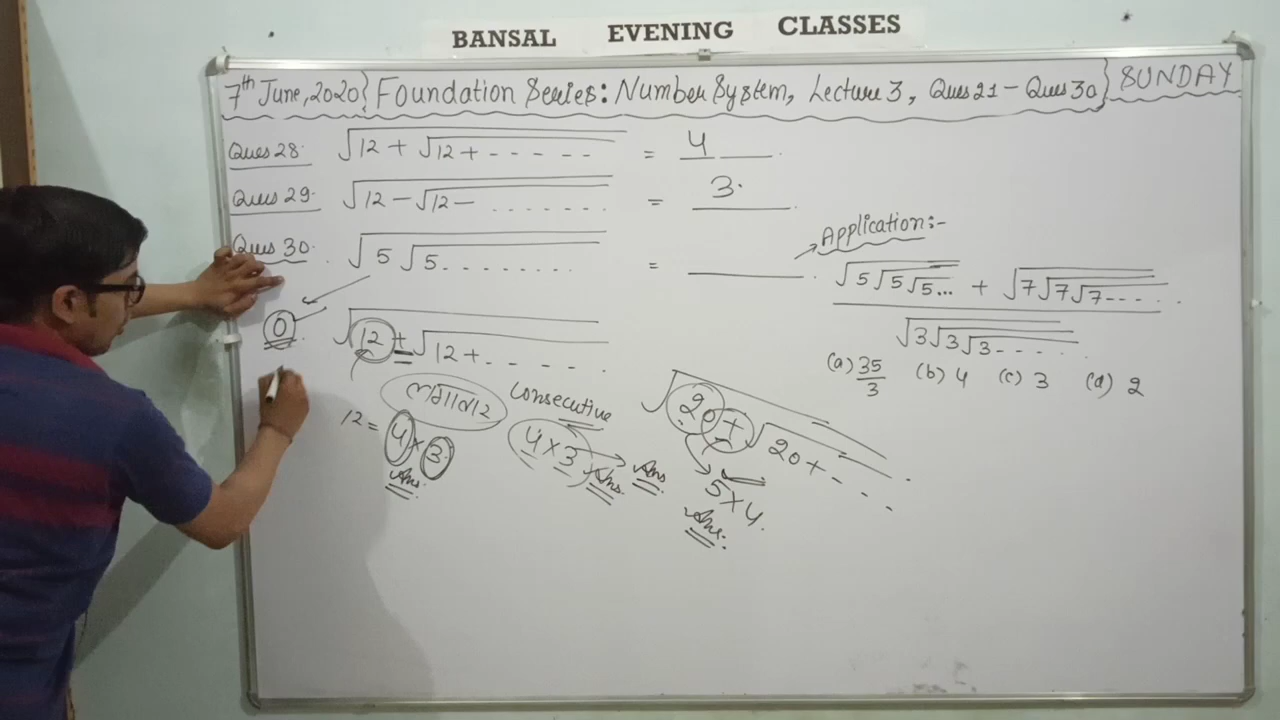 BANSAL EVENING CLASSES
7th June, 2020} Foundation Series: Number System, Lecture 3, Ques 21 - Ques 30} SUNDAY
Ques 28. √12 + √12 + - - - - - = 4
Ques 29. √12 - √12 - ........ = 3.
Ques 30. √5 √5........ =
Application:-
√5√5√5... + √7√7√7-....
√3√3√3-....
(a) 35/3 (b) 4 (c) 3 (d) 2
0
√12 ± √12 + - - - -
लगातार Consecutive
12 = 4 × 3
Ans.
4 × 3 Ans.
Ans
√20 + √20 + - - -
5 × 4.
Ans.